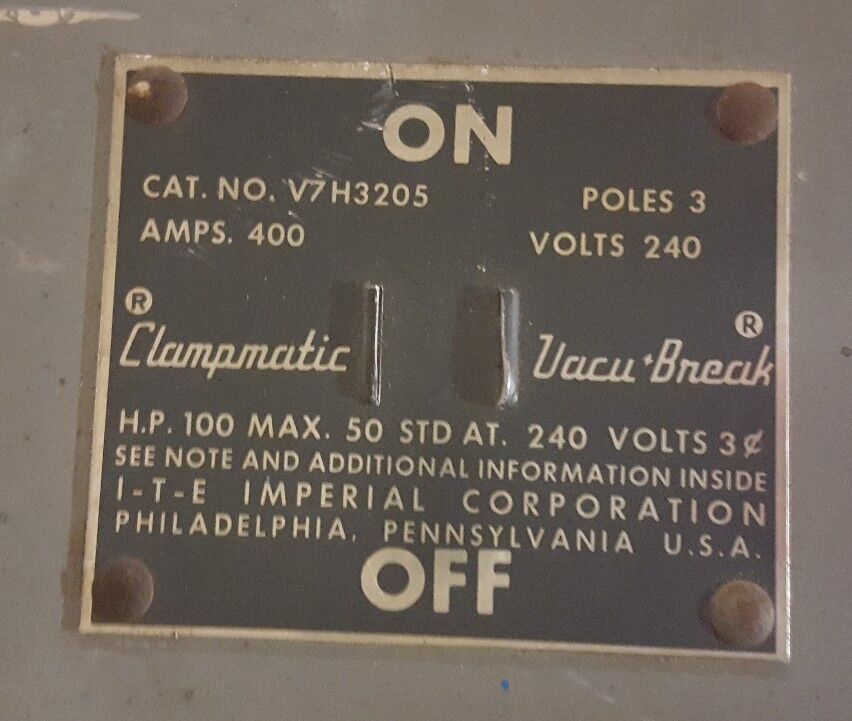 ON
CAT. NO. V7H3205 POLES 3
AMPS. 400 VOLTS 240
® ®
Clampmatic Vacu-Break
H.P. 100 MAX. 50 STD AT. 240 VOLTS 3¢
SEE NOTE AND ADDITIONAL INFORMATION INSIDE
I-T-E IMPERIAL CORPORATION
PHILADELPHIA, PENNSYLVANIA U.S.A.
OFF